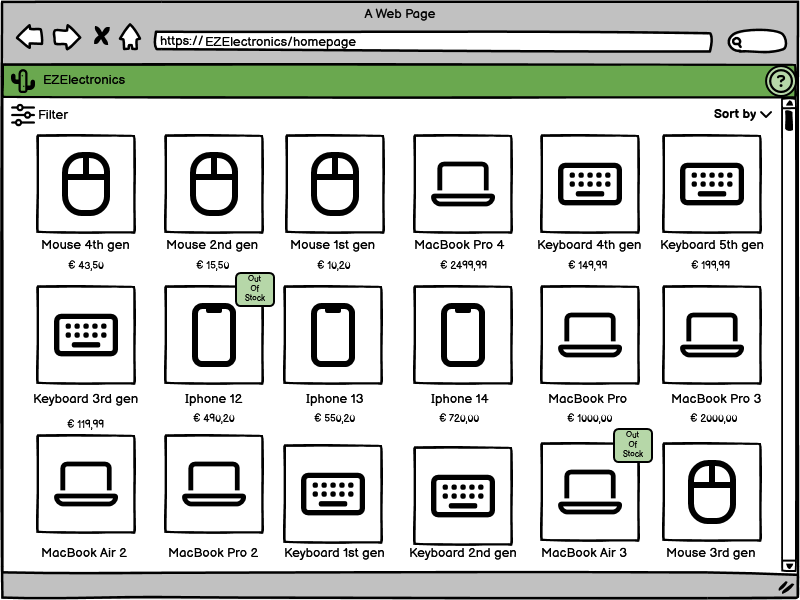 A Web Page
https:// EZElectronics/homepage
EZElectronics
?
Filter
Sort by
Mouse 4th gen
€ 43,50
Mouse 2nd gen
€ 15,50
Mouse 1st gen
€ 10,20
MacBook Pro 4
€ 2499,99
Keyboard 4th gen
€ 149,99
Keyboard 5th gen
€ 199,99
Keyboard 3rd gen
€ 119,99
Out
Of
Stock
Iphone 12
€ 490,20
Iphone 13
€ 550,20
Iphone 14
€ 720,00
MacBook Pro
€ 1000,00
MacBook Pro 3
€ 2000,00
MacBook Air 2
MacBook Pro 2
Keyboard 1st gen
Keyboard 2nd gen
Out
Of
Stock
MacBook Air 3
Mouse 3rd gen